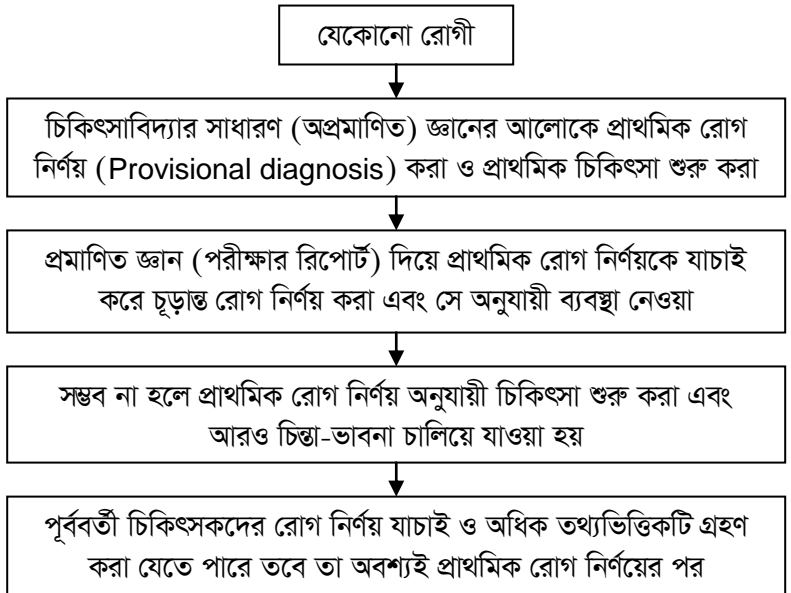 যেকোনো রোগী
চিকিৎসাবিদ্যার সাধারণ (অপ্রমাণিত) জ্ঞানের আলোকে প্রাথমিক রোগ
নির্ণয় (Provisional diagnosis) করা ও প্রাথমিক চিকিৎসা শুরু করা
প্রমাণিত জ্ঞান (পরীক্ষার রিপোর্ট) দিয়ে প্রাথমিক রোগ নির্ণয়কে যাচাই
করে চূড়ান্ত রোগ নির্ণয় করা এবং সে অনুযায়ী ব্যবস্থা নেওয়া
সম্ভব না হলে প্রাথমিক রোগ নির্ণয় অনুযায়ী চিকিৎসা শুরু করা এবং
আরও চিন্তা-ভাবনা চালিয়ে যাওয়া হয়
পূর্ববর্তী চিকিৎসকদের রোগ নির্ণয় যাচাই ও অধিক তথ্যভিত্তিকটি গ্রহণ
করা যেতে পারে তবে তা অবশ্যই প্রাথমিক রোগ নির্ণয়ের পর